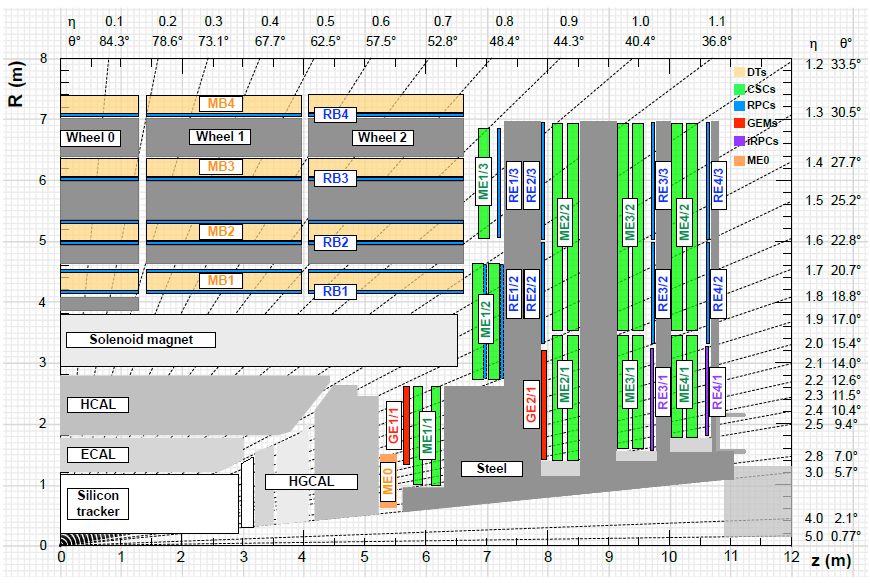 η 0.1 0.2 0.3 0.4 0.5 0.6 0.7 0.8 0.9 1.0 1.1
θ° 84.3° 78.6° 73.1° 67.7° 62.5° 57.5° 52.8° 48.4° 44.3° 40.4° 36.8° η θ°
R (m)
8
7
6
5
4
3
2
1
0
1.2 33.5°
1.3 30.5°
1.4 27.7°
1.5 25.2°
1.6 22.8°
1.7 20.7°
1.8 18.8°
1.9 17.0°
2.0 15.4°
2.1 14.0°
2.2 12.6°
2.3 11.5°
2.4 10.4°
2.5 9.4°
2.8 7.0°
3.0 5.7°
4.0 2.1°
5.0 0.77°
DTs
CSCs
RPCs
GEMs
iRPCs
ME0
MB4
RB4
Wheel 0 Wheel 1 Wheel 2
MB3
RB3
MB2
RB2
MB1
RB1
Solenoid magnet
HCAL
ECAL
Silicon
tracker
HGCAL
Steel
ME0
GE1/1
ME1/1
ME1/2
ME1/3
RE1/3
RE2/3
RE1/2
RE2/2
GE2/1
ME2/2
ME2/1
ME3/2
ME3/1
RE3/3
RE3/2
RE3/1
ME4/2
ME4/1
RE4/3
RE4/2
RE4/1
0 1 2 3 4 5 6 7 8 9 10 11 12
z (m)